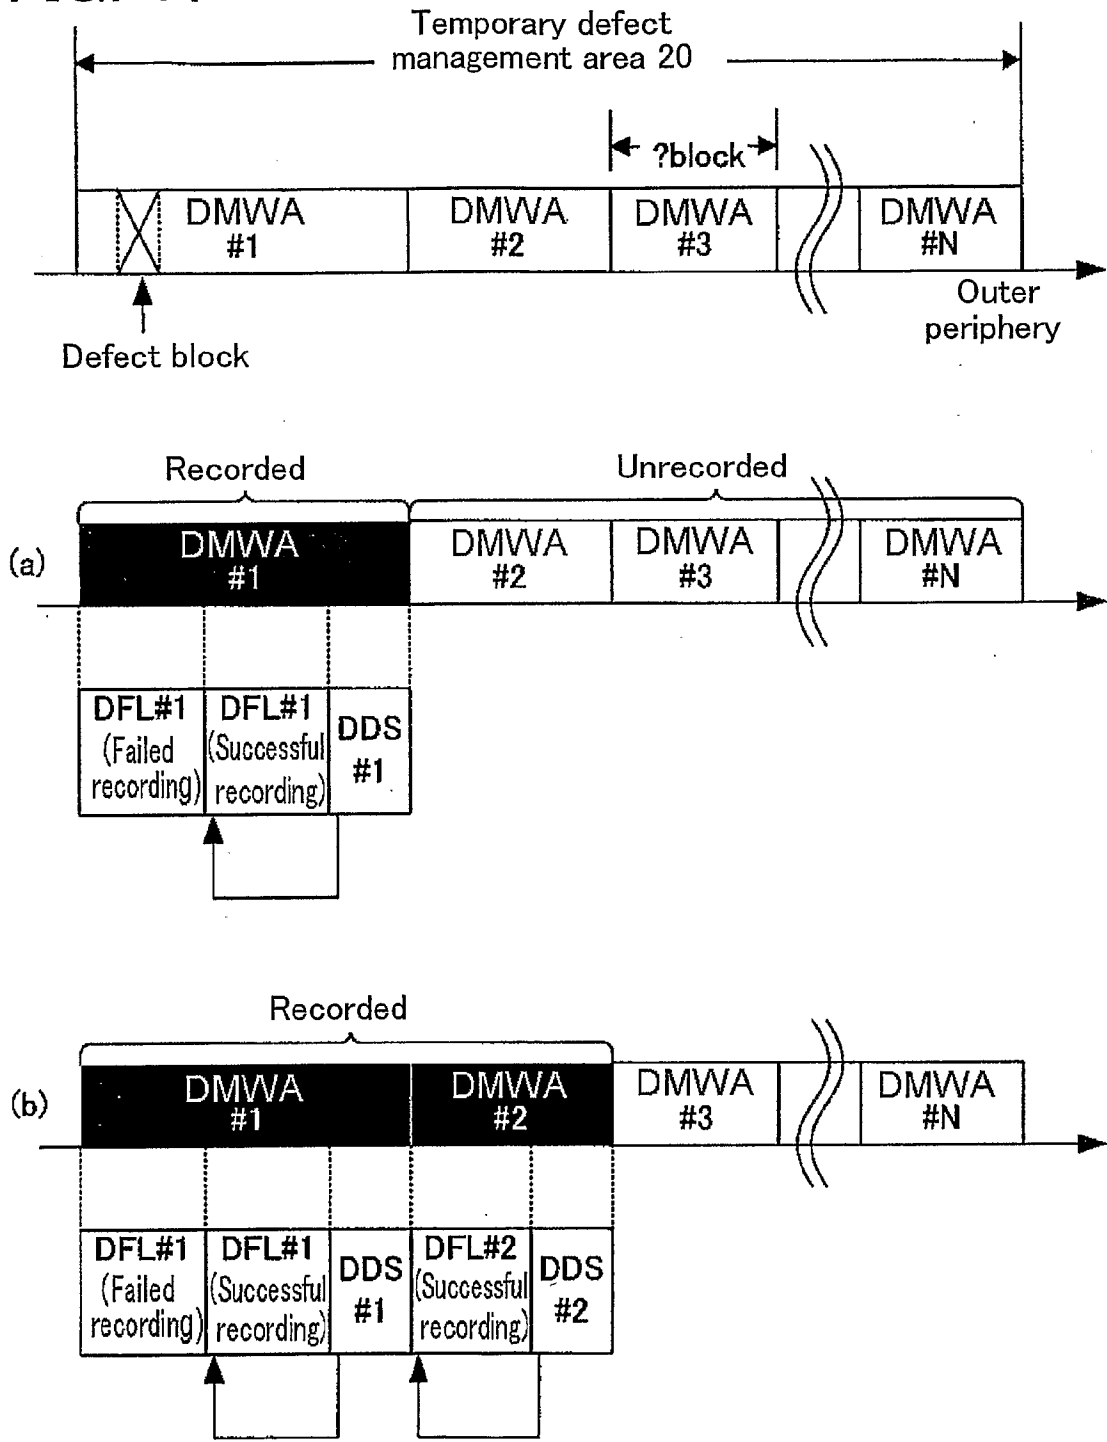 Temporary defect
management area 20
?block
DMWA
#1
DMWA
#2
DMWA
#3
DMWA
#N
Outer
periphery
Defect block
Recorded
Unrecorded
(a)
DMWA
#1
DMWA
#2
DMWA
#3
DMWA
#N
DFL#1
(Failed
recording)
DFL#1
(Successful
recording)
DDS
#1
Recorded
(b)
DMWA
#1
DMWA
#2
DMWA
#3
DMWA
#N
DFL#1
(Failed
recording)
DFL#1
(Successful
recording)
DDS
#1
DFL#2
(Successful
recording)
DDS
#2